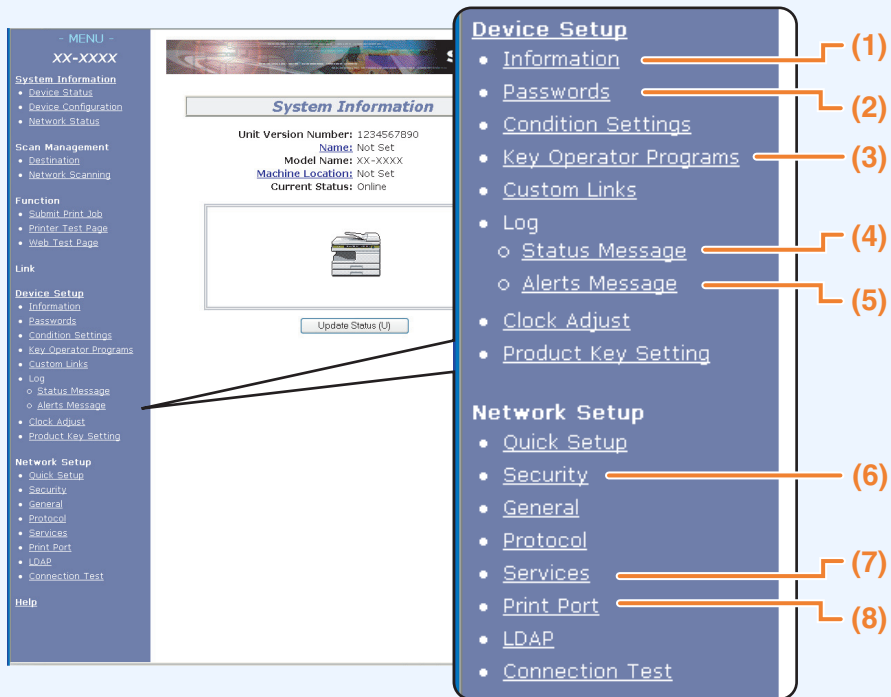 - MENU -
XX-XXXX
System Information
• Device Status
• Device Configuration
• Network Status
Scan Management
• Destination
• Network Scanning
Function
• Submit Print Job
• Printer Test Page
• Web Test Page
Link
Device Setup
• Information
• Passwords
• Condition Settings
• Key Operator Programs
• Custom Links
• Log
○ Status Message
○ Alerts Message
• Clock Adjust
• Product Key Setting
Network Setup
• Quick Setup
• Security
• General
• Protocol
• Services
• Print Port
• LDAP
• Connection Test
Help
System Information
Unit Version Number: 1234567890
Name: Not Set
Model Name: XX-XXXX
Machine Location: Not Set
Current Status: Online
Update Status (U)
Device Setup
• Information (1)
• Passwords (2)
• Condition Settings
• Key Operator Programs (3)
• Custom Links
• Log
○ Status Message (4)
○ Alerts Message (5)
• Clock Adjust
• Product Key Setting
Network Setup
• Quick Setup
• Security (6)
• General
• Protocol
• Services (7)
• Print Port (8)
• LDAP
• Connection Test